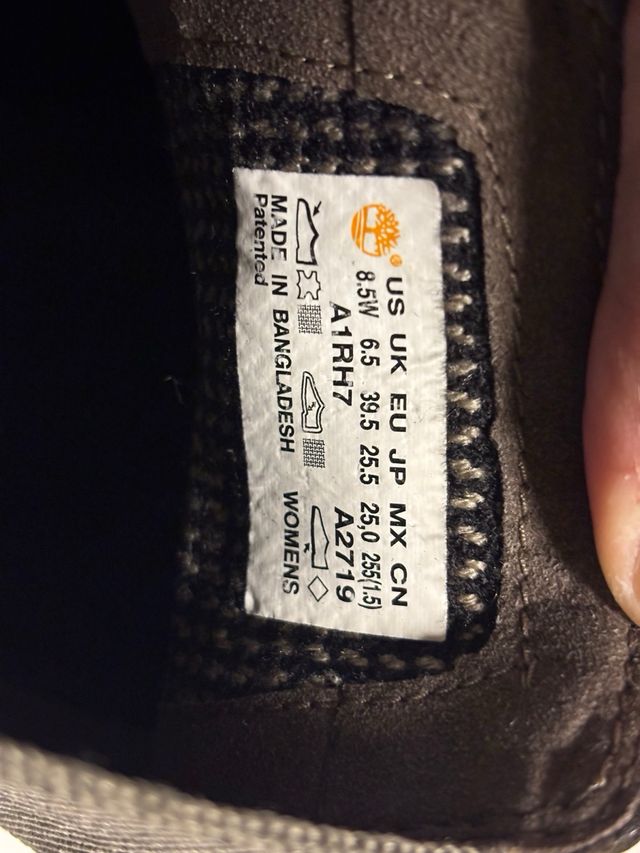 US UK EU JP MX CN
8.5W 6.5 39.5 25.5 25,0 255(1.5)
A1RH7 A2719
WOMENS
MADE IN BANGLADESH
Patented